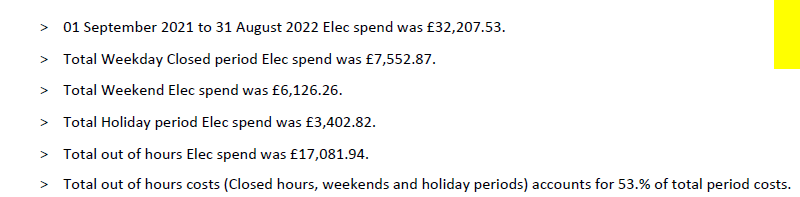 > 01 September 2021 to 31 August 2022 Elec spend was £32,207.53.
> Total Weekday Closed period Elec spend was £7,552.87.
> Total Weekend Elec spend was £6,126.26.
> Total Holiday period Elec spend was £3,402.82.
> Total out of hours Elec spend was £17,081.94.
> Total out of hours costs (Closed hours, weekends and holiday periods) accounts for 53.% of total period costs.